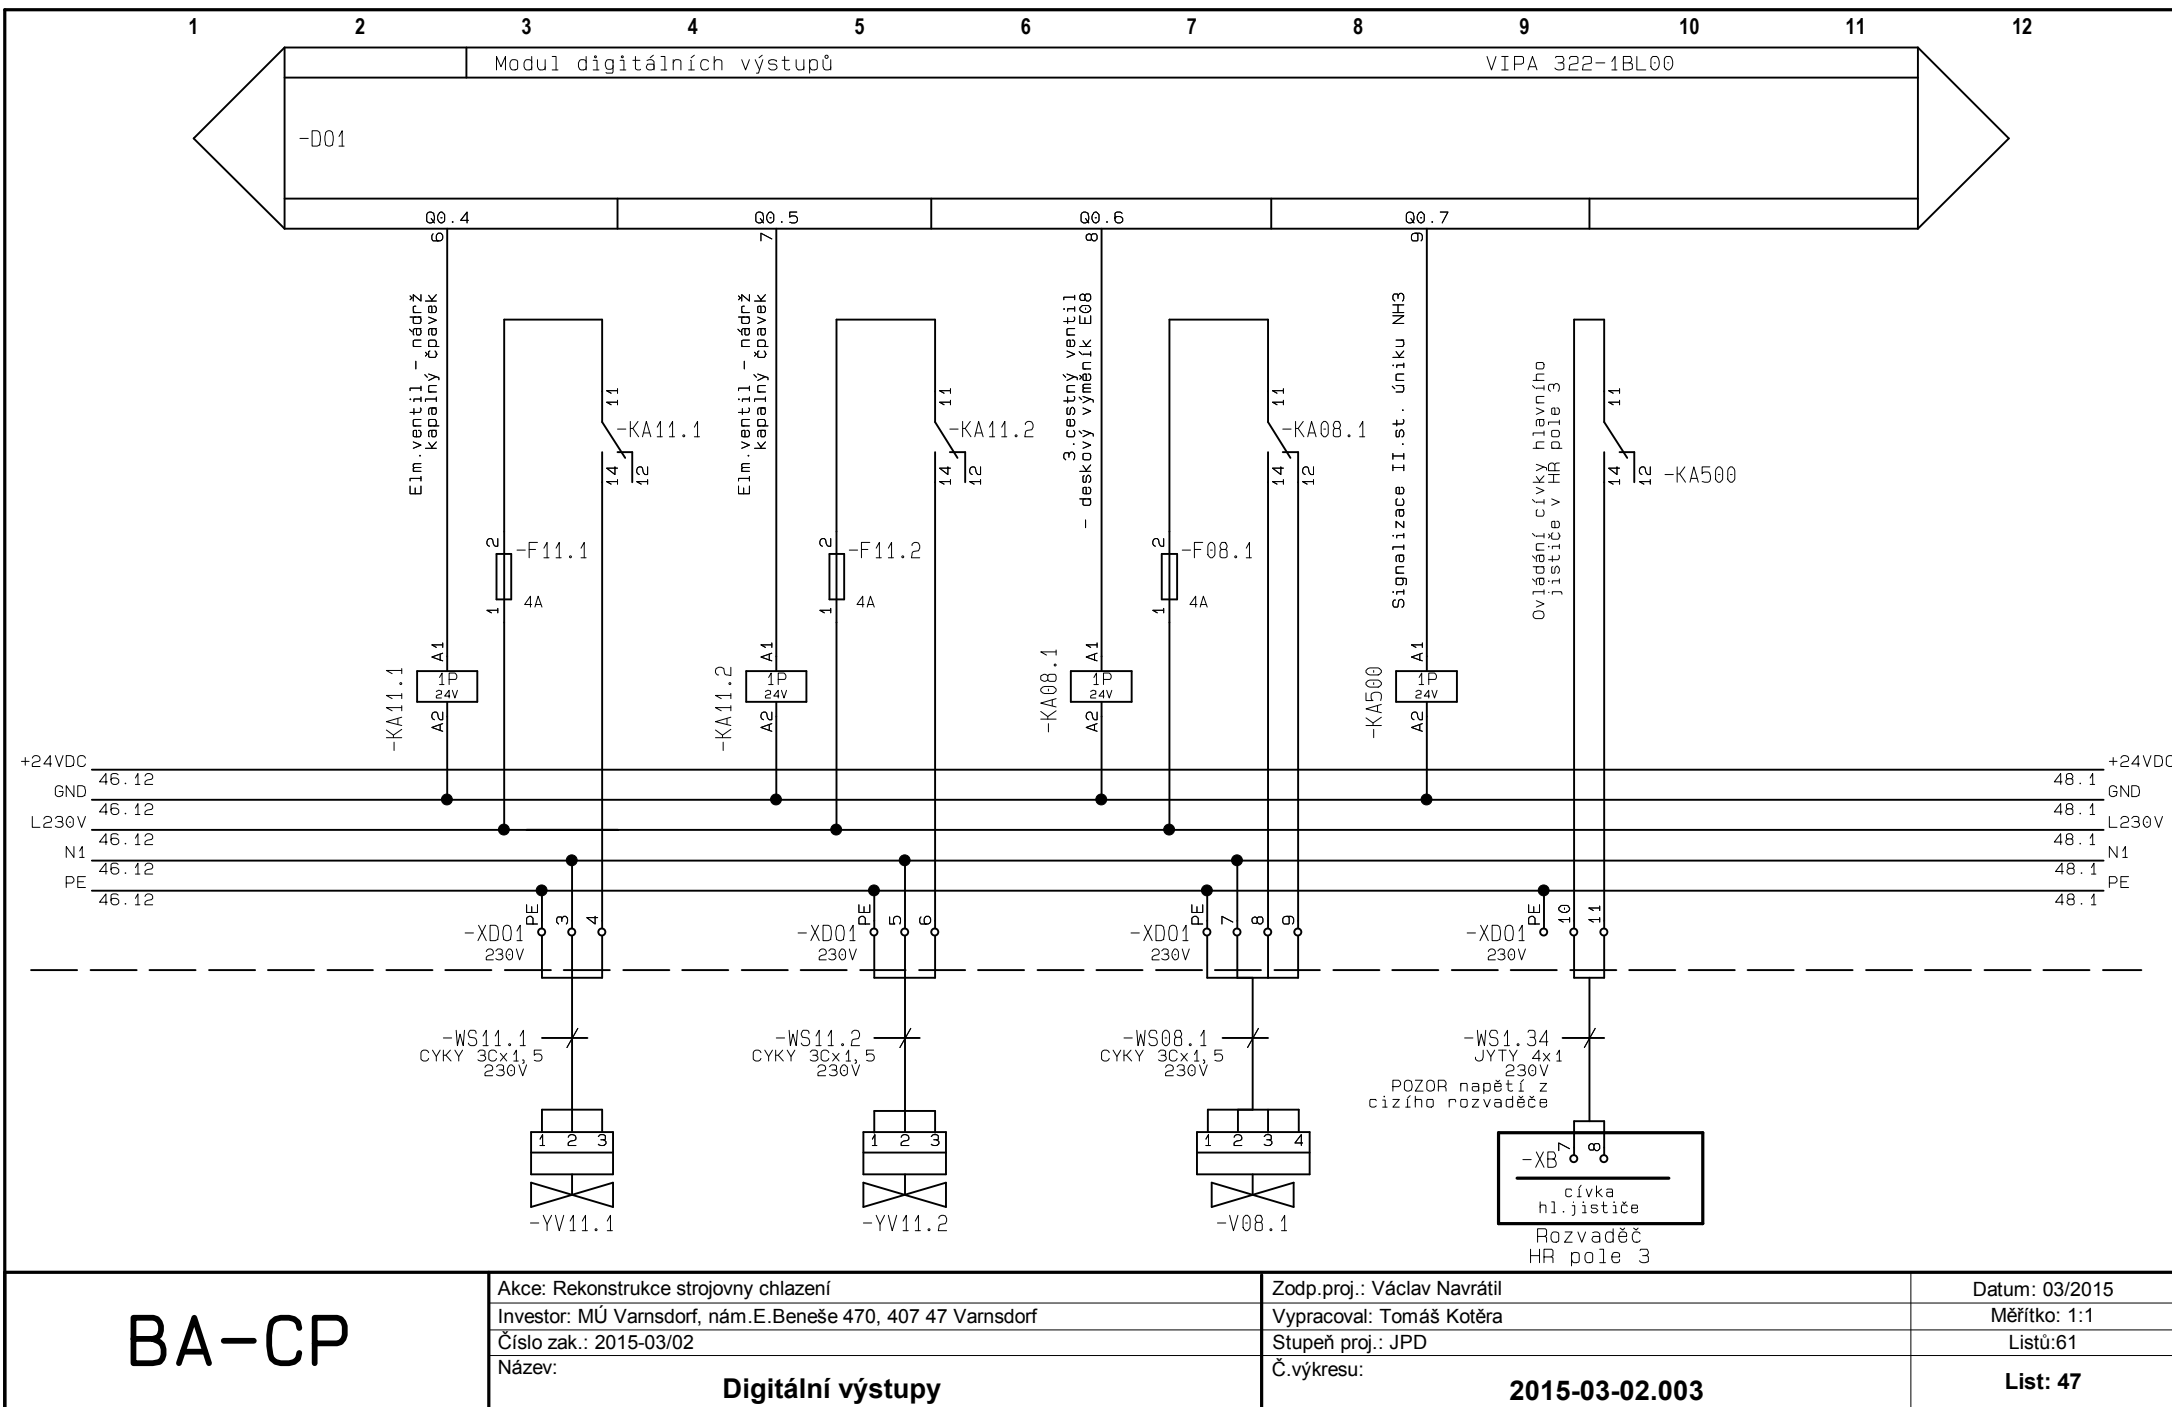 1 2 3 4 5 6 7 8 9 10 11 12
Modul digitálních výstupů VIPA 322-1BL00
-DO1
Q0.4 Q0.5 Q0.6 Q0.7
6 7 8 9
Elm.ventil - nádrž
kapalný čpavek
Elm.ventil - nádrž
kapalný čpavek
3.cestný ventil
- deskový výměník E08
Signalizace II.st. úniku NH3
Ovládání cívky hlavního
jističe v HR pole 3
11 11 11 11
-KA11.1 -KA11.2 -KA08.1
14 12 14 12 14 12 14 12 -KA500
2 -F11.1 2 -F11.2 2 -F08.1
1 4A 1 4A 1 4A
A1 A1 A1 A1
-KA11.1 1P -KA11.2 1P -KA08.1 1P -KA500 1P
24V 24V 24V 24V
A2 A2 A2 A2
+24VDC +24VDC
46.12 48.1
GND GND
46.12 48.1
L230V L230V
46.12 48.1
N1 N1
46.12 48.1
PE PE
46.12 48.1
PE 3 4 PE 5 6 PE 7 8 9 PE 10 11
-XDO1 -XDO1 -XDO1 -XDO1
230V 230V 230V 230V
-WS11.1 -WS11.2 -WS08.1 -WS1.34
CYKY 3Cx1,5 CYKY 3Cx1,5 CYKY 3Cx1,5 JYTY 4x1
230V 230V 230V 230V
POZOR napětí z
cizího rozvaděče
1 2 3 1 2 3 1 2 3 4 7 8
-XB
cívka
hl.jističe
-YV11.1 -YV11.2 -V08.1
Rozvaděč
HR pole 3
BA-CP
Akce: Rekonstrukce strojovny chlazení
Investor: MÚ Varnsdorf, nám.E.Beneše 470, 407 47 Varnsdorf
Číslo zak.: 2015-03/02
Název:
Digitální výstupy
Zodp.proj.: Václav Navrátil
Vypracoval: Tomáš Kotěra
Stupeň proj.: JPD
Č.výkresu:
2015-03-02.003
Datum: 03/2015
Měřítko: 1:1
Listů:61
List: 47